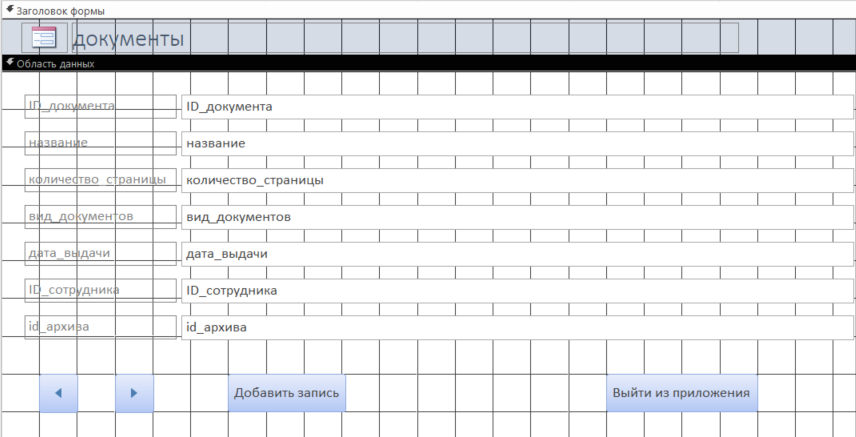 Заголовок формы
документы
Область данных
ID_документа ID_документа
название название
количество_страницы количество_страницы
вид_документов вид_документов
дата_выдачи дата_выдачи
ID_сотрудника ID_сотрудника
id_архива id_архива
Добавить запись Выйти из приложения